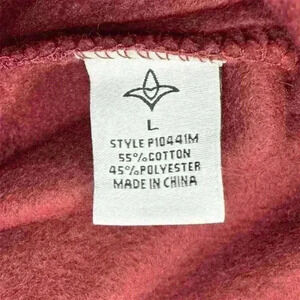 L
STYLE P10441M
55%COTTON
45%POLYESTER
MADE IN CHINA